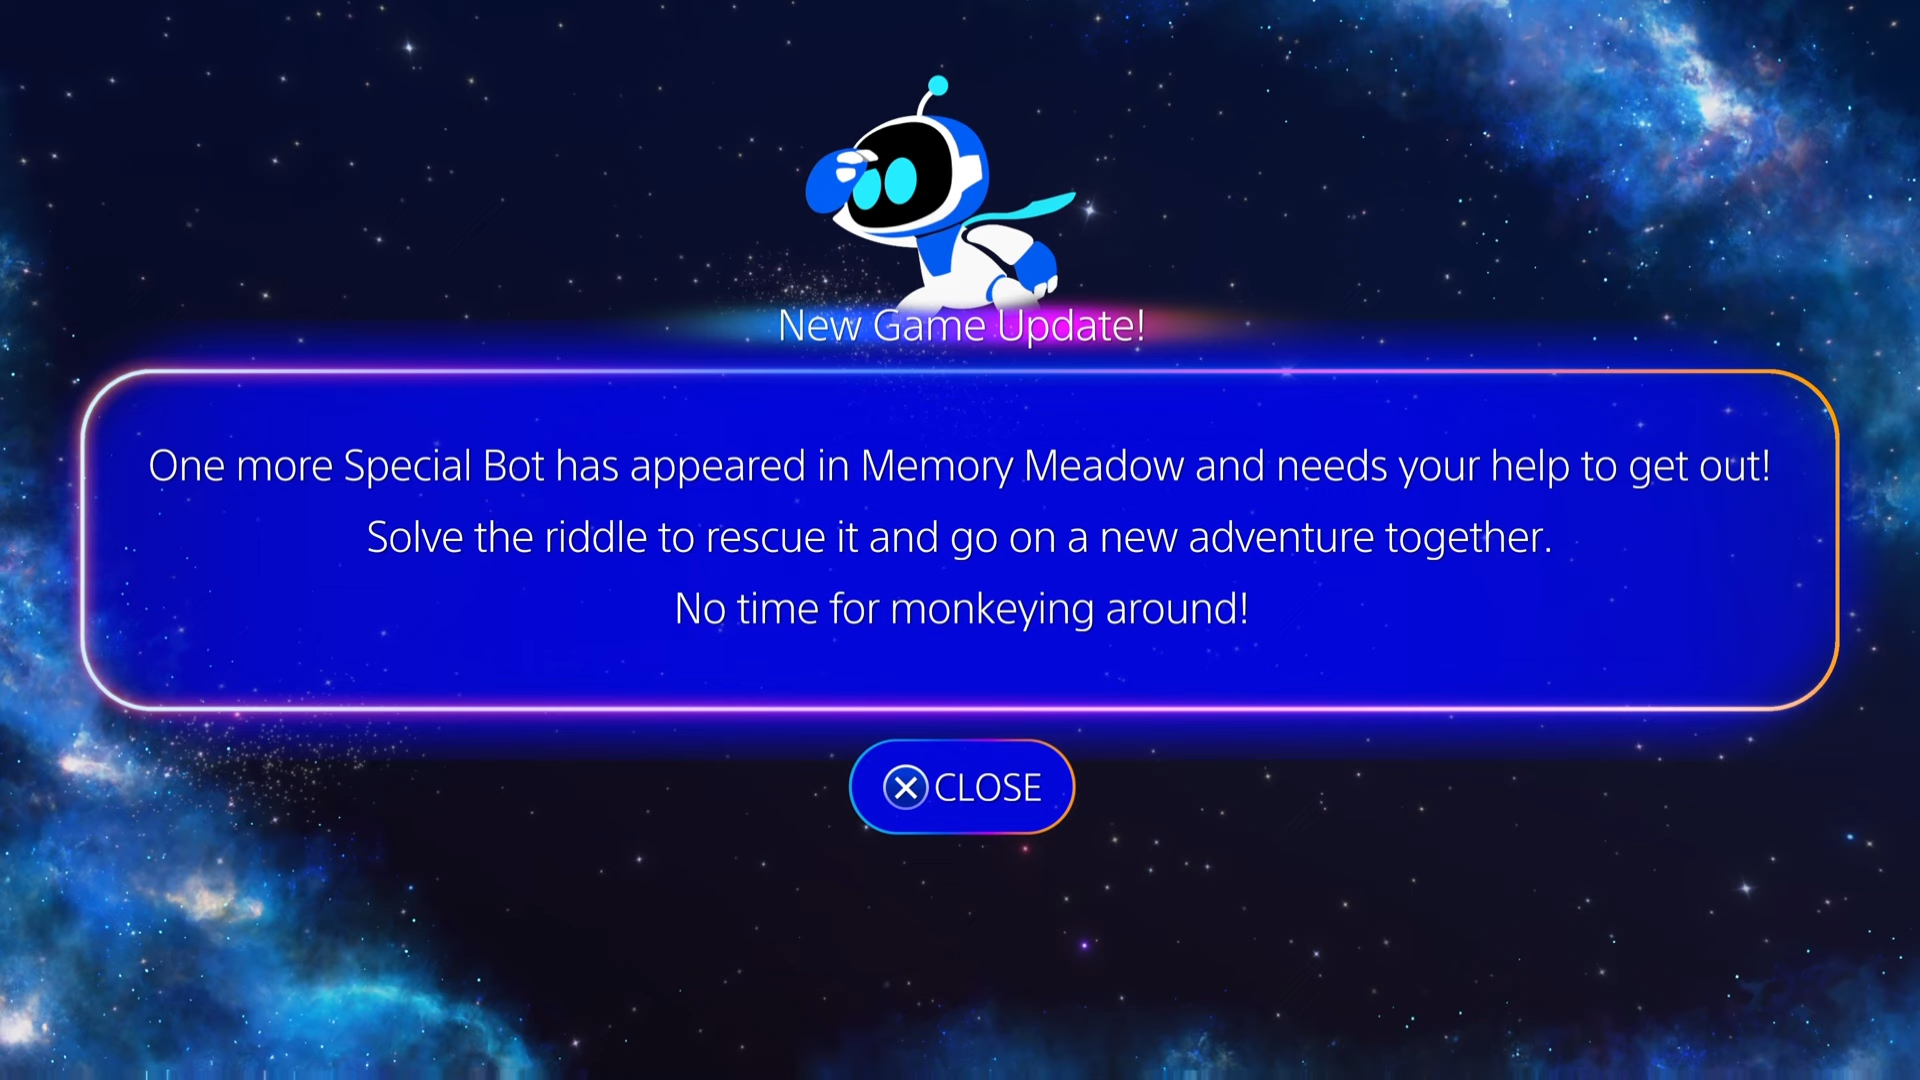 New Game Update!
One more Special Bot has appeared in Memory Meadow and needs your help to get out!
Solve the riddle to rescue it and go on a new adventure together.
No time for monkeying around!
CLOSE